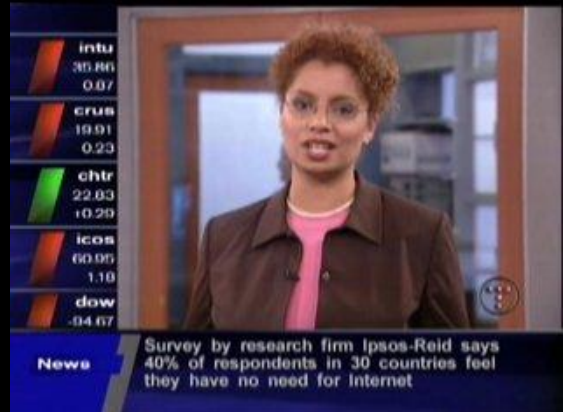 intu
35.86
0.87
crus
19.91
0.23
chtr
22.83
+0.29
icos
60.95
1.18
dow
-94.67
News
Survey by research firm Ipsos-Reid says
40% of respondents in 30 countries feel
they have no need for Internet